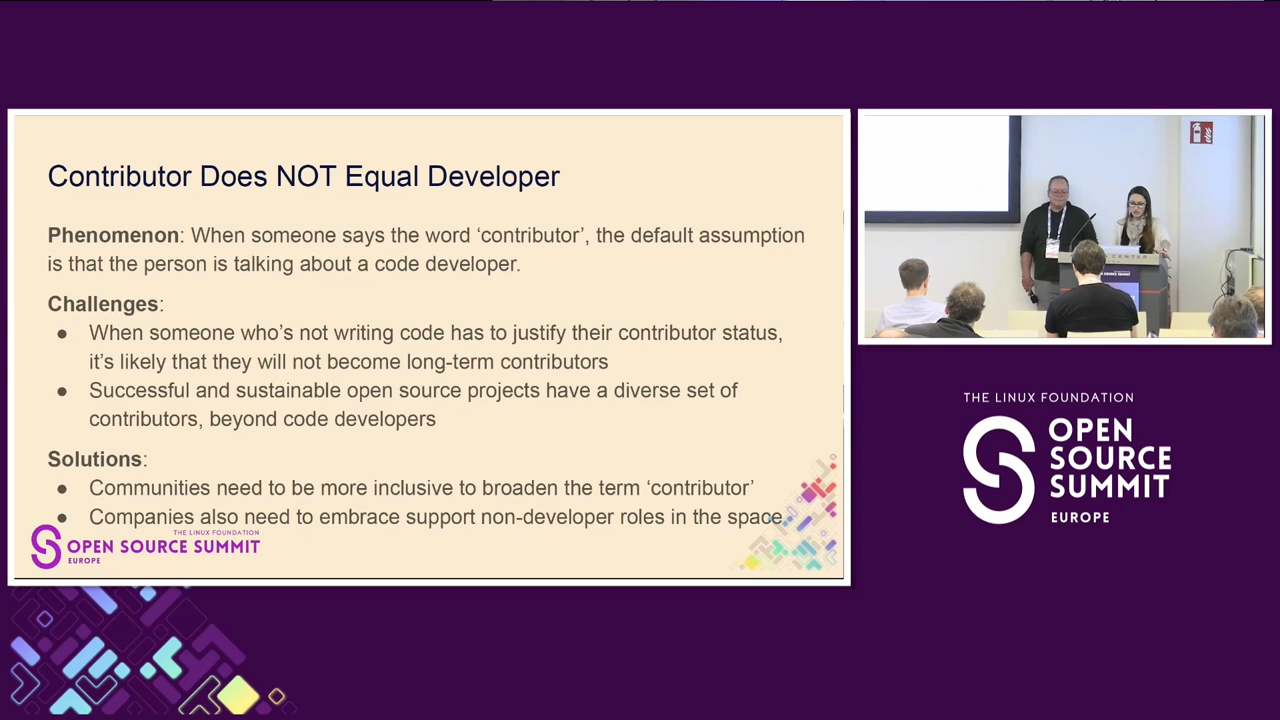 Contributor Does NOT Equal Developer
Phenomenon: When someone says the word ‘contributor’, the default assumption
is that the person is talking about a code developer.
Challenges:
● When someone who’s not writing code has to justify their contributor status,
it’s likely that they will not become long-term contributors
● Successful and sustainable open source projects have a diverse set of
contributors, beyond code developers
Solutions:
● Communities need to be more inclusive to broaden the term ‘contributor’
● Companies also need to embrace support non-developer roles in the space
THE LINUX FOUNDATION
OPEN SOURCE SUMMIT
EUROPE
THE LINUX FOUNDATION
OPEN
SOURCE
SUMMIT
EUROPE